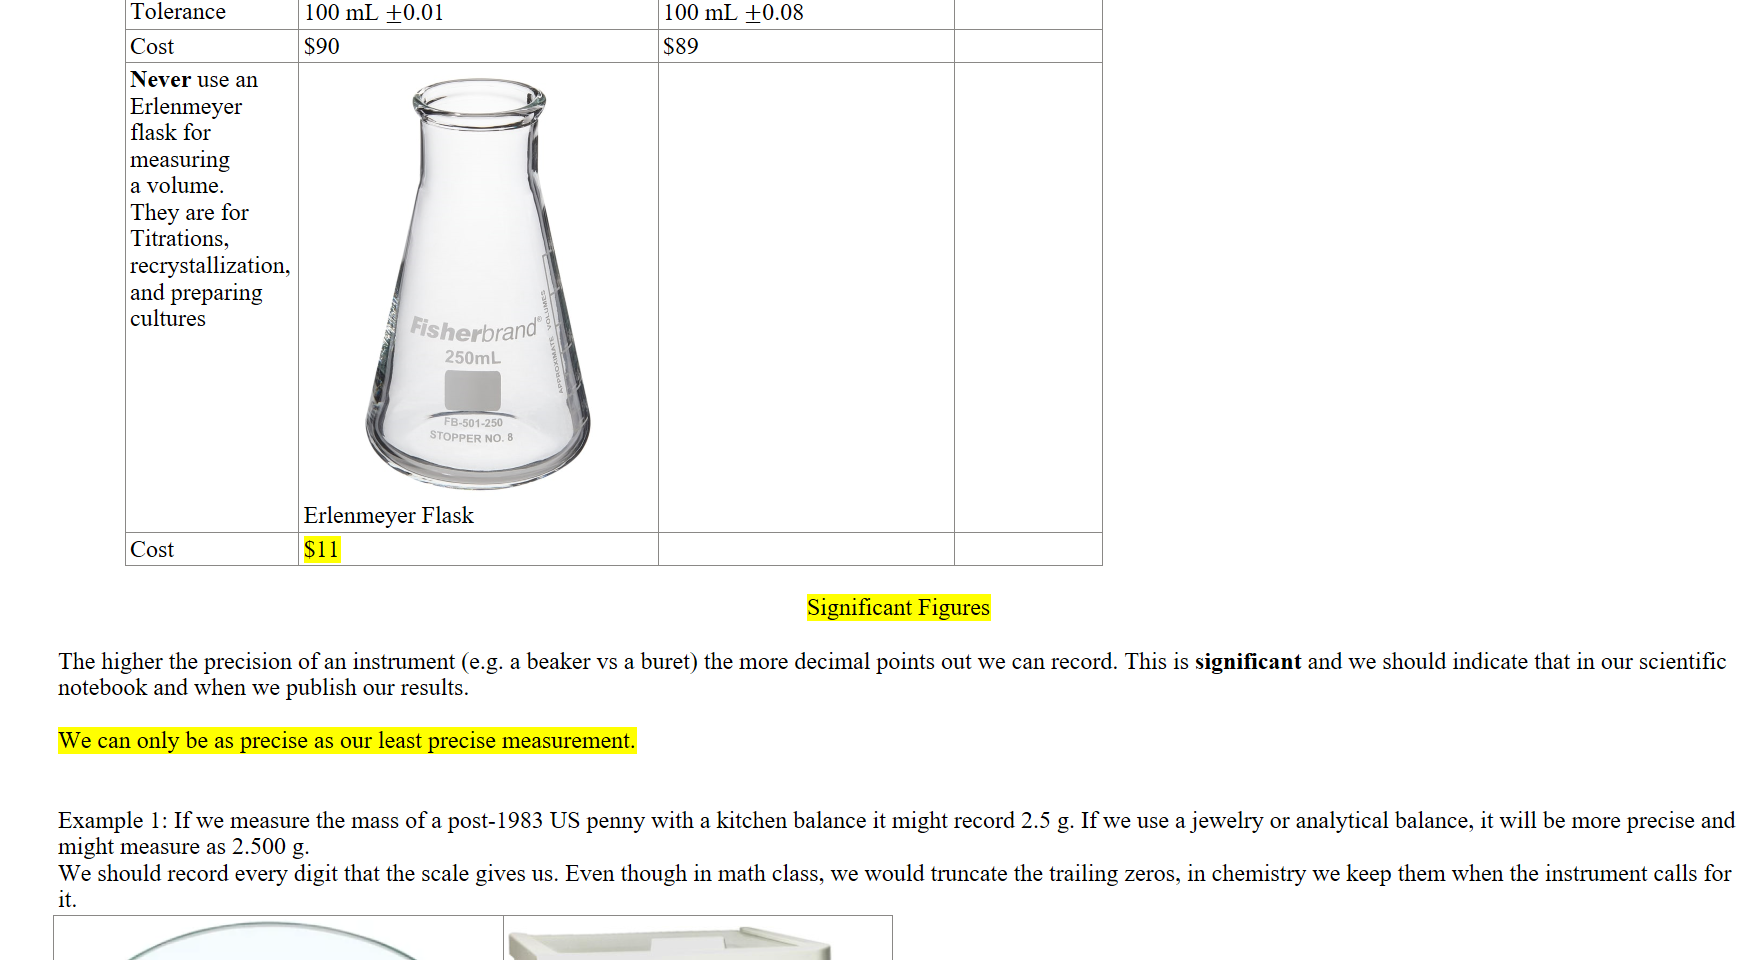 Tolerance 100 mL ±0.01 100 mL ±0.08
Cost $90 $89
Never use an
Erlenmeyer
flask for
measuring
a volume.
They are for
Titrations,
recrystallization,
and preparing
cultures
Fisherbrand®
250mL
FB-501-250
STOPPER NO. 8
APPROXIMATE VOLUMES
Erlenmeyer Flask
Cost $11
Significant Figures
The higher the precision of an instrument (e.g. a beaker vs a buret) the more decimal points out we can record. This is significant and we should indicate that in our scientific
notebook and when we publish our results.
We can only be as precise as our least precise measurement.
Example 1: If we measure the mass of a post-1983 US penny with a kitchen balance it might record 2.5 g. If we use a jewelry or analytical balance, it will be more precise and
might measure as 2.500 g.
We should record every digit that the scale gives us. Even though in math class, we would truncate the trailing zeros, in chemistry we keep them when the instrument calls for
it.